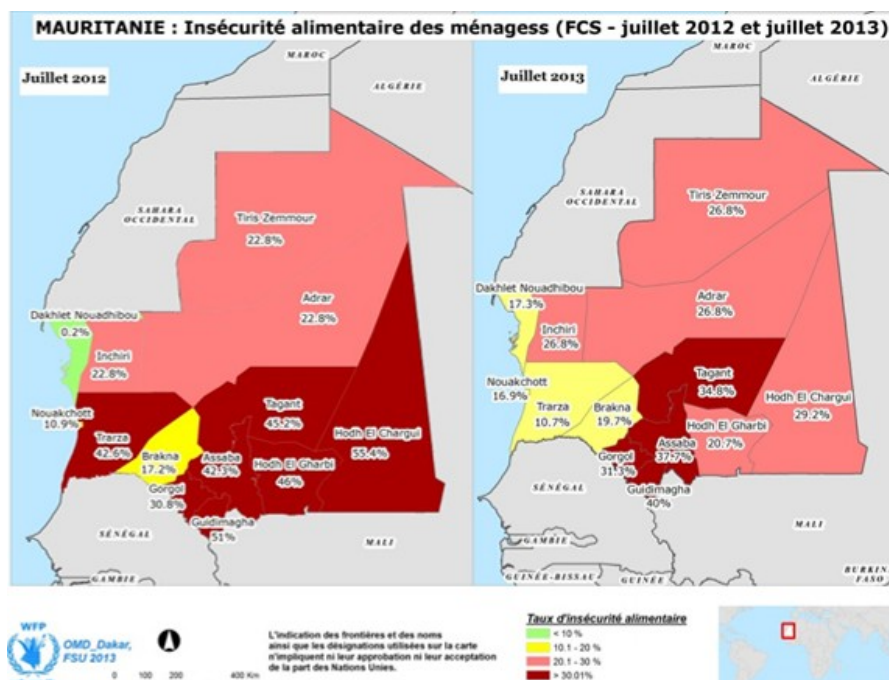 MAURITANIE : Insécurité alimentaire des ménagess (FCS - juillet 2012 et juillet 2013)
Juillet 2012
MAROC
ALGÉRIE
SAHARA
OCCIDENTAL
Tiris Zemmour
22.8%
Adrar
22.8%
Dakhlet Nouadhibou
0.2%
Inchiri
22.8%
Nouakchott
10.9%
Trarza
42.6%
Brakna
17.2%
Tagant
45.2%
Assaba
42.3%
Hodh El Gharbi
46%
Hodh El Chargui
55.4%
Gorgol
30.8%
Guidimagha
51%
SÉNÉGAL
MALI
GAMBIE
Juillet 2013
MAROC
ALGÉRIE
SAHARA
OCCIDENTAL
Tiris Zemmour
26.8%
Dakhlet Nouadhibou
17.3%
Adrar
26.8%
Inchiri
26.8%
Nouakchott
16.9%
Trarza
10.7%
Brakna
19.7%
Tagant
34.8%
Hodh El Chargui
29.2%
Hodh El Gharbi
20.7%
Assaba
37.7%
Gorgol
31.3%
Guidimagha
40%
SÉNÉGAL
MALI
GAMBIE
GUINÉE-BISSAU
GUINÉE
BURKIN
FASO
WFP
OMD_Dakar,
FSU 2013
0 100 200 400 Km
L'indication des frontières et des noms
ainsi que les désignations utilisées sur la carte
n'impliquent ni leur approbation ni leur acceptation
de la part des Nations Unies.
Taux d'insécurité alimentaire
< 10 %
10.1 - 20 %
20.1 - 30 %
> 30.01%